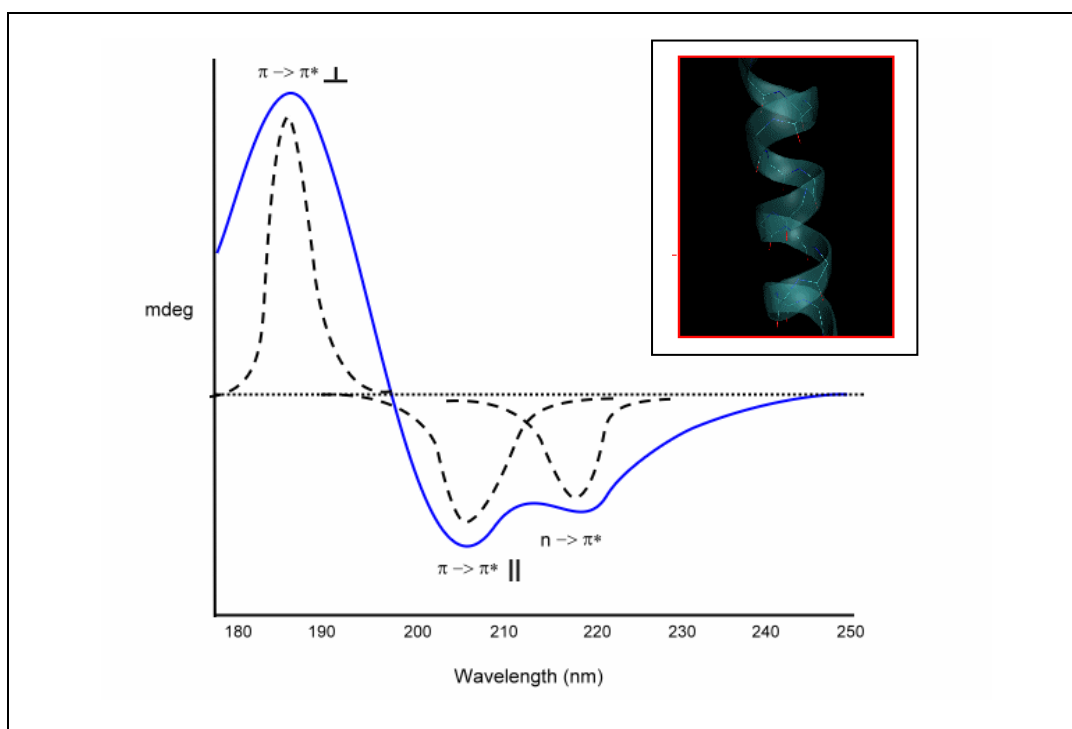 π –> π* ⊥
mdeg
n –> π*
π –> π* ||
180 190 200 210 220 230 240 250
Wavelength (nm)